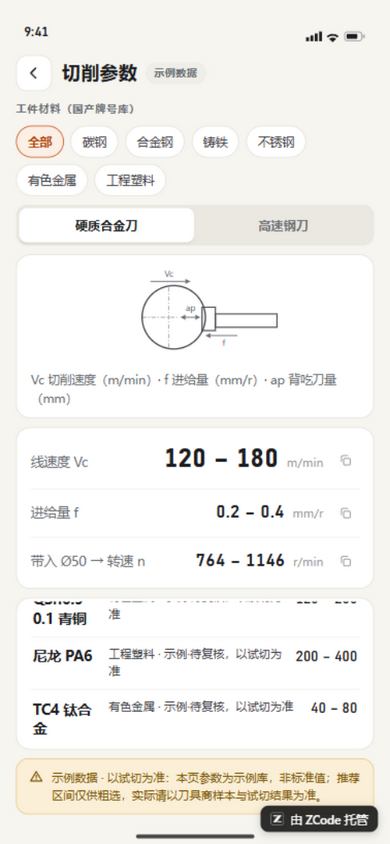 9:41
切削参数 示例数据
工件材料（国产牌号库）
全部 碳钢 合金钢 铸铁 不锈钢
有色金属 工程塑料
硬质合金刀 高速钢刀
Vc
ap
f
Vc 切削速度（m/min）· f 进给量（mm/r）· ap 背吃刀量
（mm）
线速度 Vc 120 – 180 m/min
进给量 f 0.2 – 0.4 mm/r
带入 Ø50 → 转速 n 764 – 1146 r/min
0.1 青铜 准
尼龙 PA6 工程塑料 · 示例·待复核，以试切为 200 – 400
准
TC4 钛合 有色金属 · 示例·待复核，以试切为准 40 – 80
金
示例数据 · 以试切为准：本页参数为示例库，非标准值；推荐
区间仅供粗选，实际请以刀具商样本与试切结果为准。
由 ZCode 托管